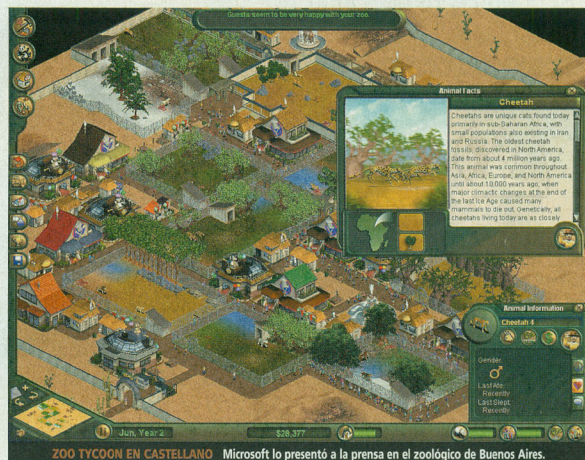 Guests seem to be very happy with your zoo.
Animal Facts
Cheetah
Cheetahs are unique cats found today
primarily in sub-Saharan Africa, with
small populations also existing in Iran
and Russia. The oldest cheetah
fossils, discovered in North America,
date from about 4 million years ago.
This animal was common throughout
Asia, Africa, Europe, and North America
until about 10,000 years ago, when
major climactic changes at the end of
the last Ice Age caused many
mammals to die out. Genetically, all
cheetahs living today are as closely
Animal Information
Cheetah 4
Gender:
Last Ate:
Recently
Last Slept:
Recently
Jun, Year 2
$28,377
ZOO TYCOON EN CASTELLANO Microsoft lo presentó a la prensa en el zoológico de Buenos Aires.